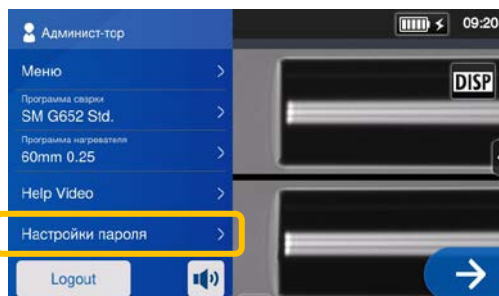 Админист-тор
09:20
Меню
DISP
Программа сварки
SM G652 Std.
Программа нагревателя
60mm 0.25
Help Video
Настройки пароля
Logout